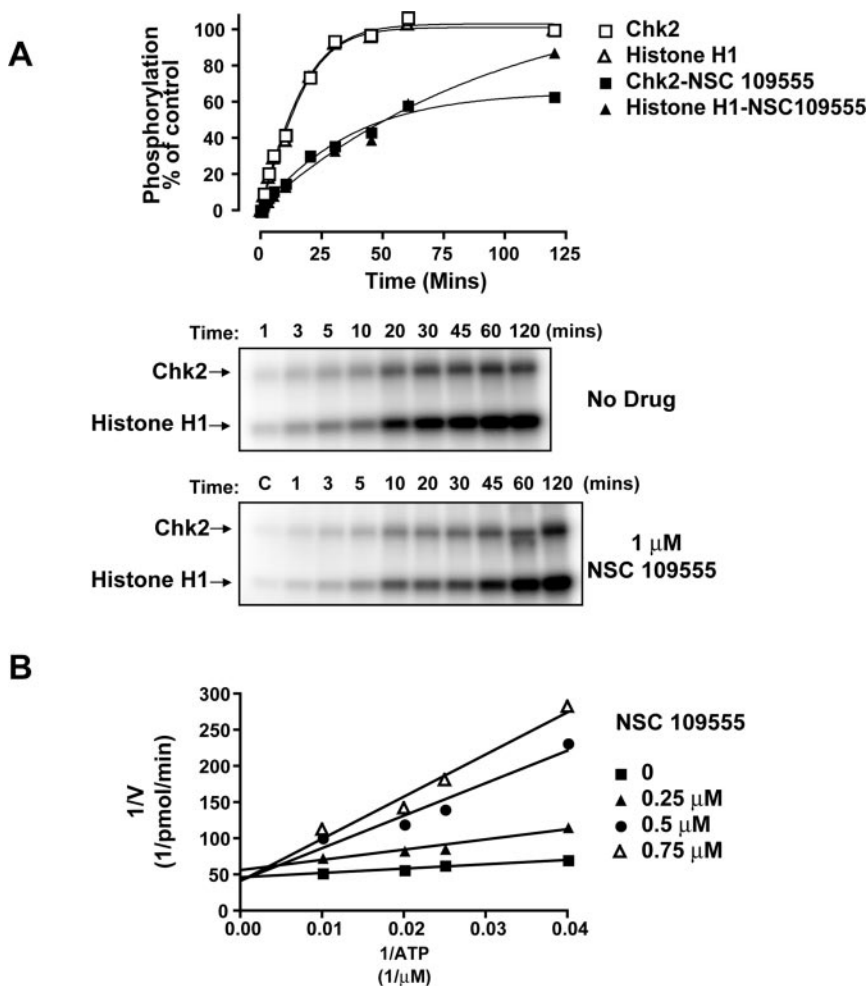 A
Phosphorylation
% of control
100
80
60
40
20
0
0 25 50 75 100 125
Time (Mins)
Chk2
Histone H1
Chk2-NSC 109555
Histone H1-NSC109555
Time: 1 3 5 10 20 30 45 60 120 (mins)
Chk2→
Histone H1→
No Drug
Time: C 1 3 5 10 20 30 45 60 120 (mins)
Chk2→
Histone H1→
1 μM
NSC 109555
B
1/V
(1/pmol/min)
300
250
200
150
100
50
0
0.00 0.01 0.02 0.03 0.04
1/ATP
(1/μM)
NSC 109555
0
0.25 μM
0.5 μM
0.75 μM